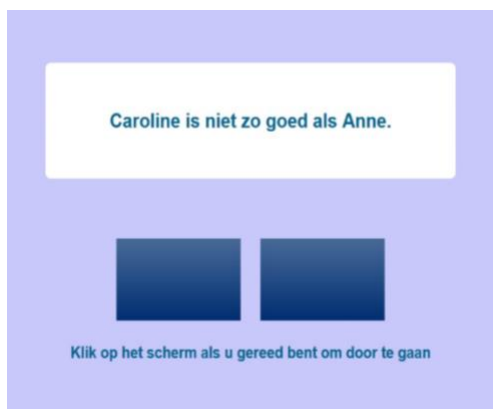 Caroline is niet zo goed als Anne.
Klik op het scherm als u gereed bent om door te gaan